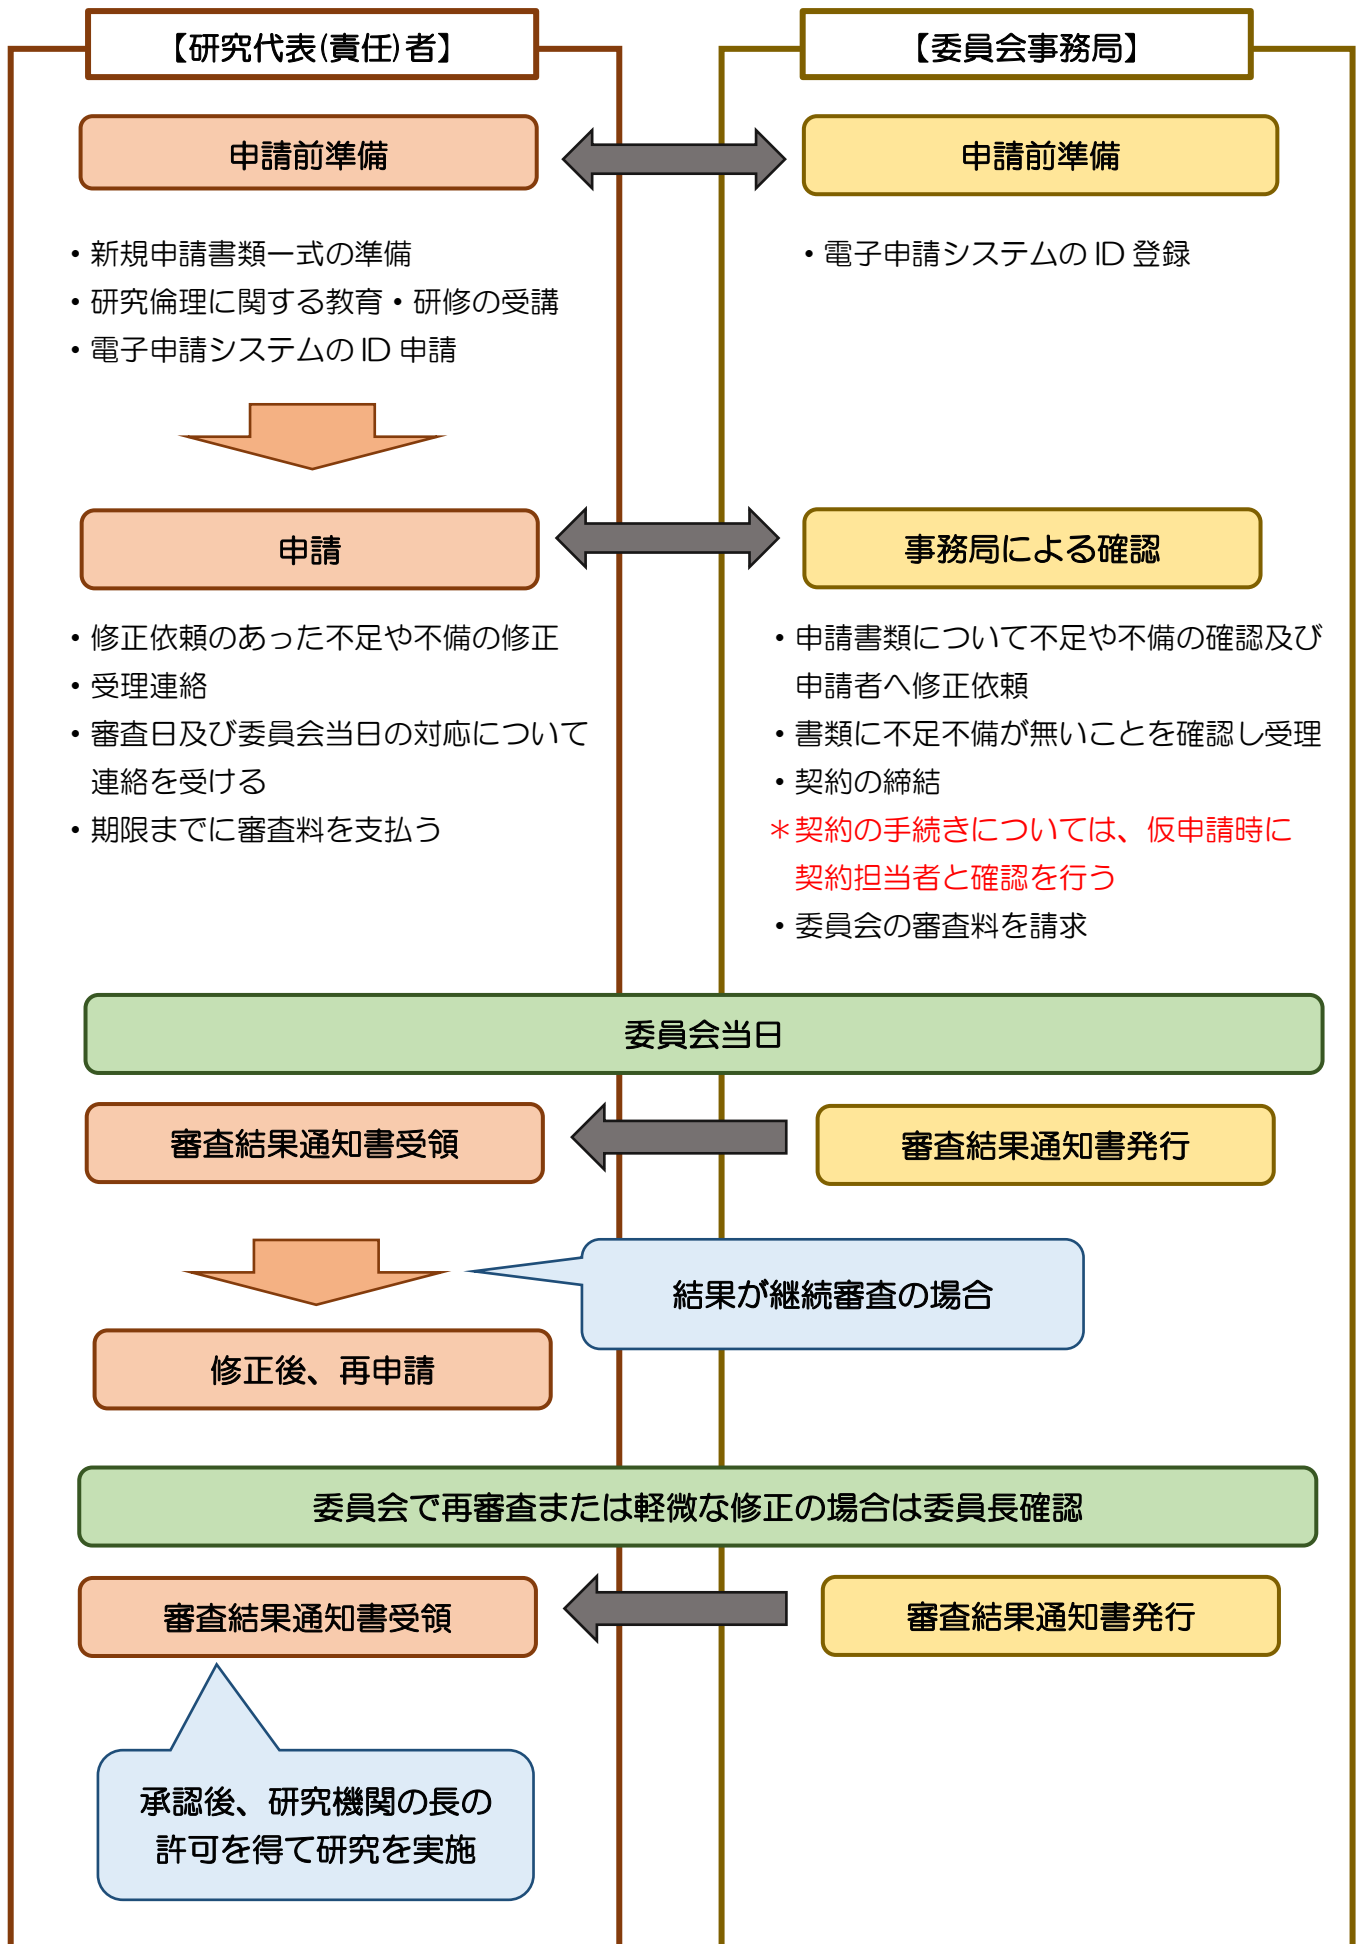 【研究代表(責任)者】
【委員会事務局】
申請前準備
申請前準備
・新規申請書類一式の準備
・研究倫理に関する教育・研修の受講
・電子申請システムのID申請
・電子申請システムのID登録
申請
事務局による確認
・修正依頼のあった不足や不備の修正
・受理連絡
・審査日及び委員会当日の対応について
連絡を受ける
・期限までに審査料を支払う
・申請書類について不足や不備の確認及び
申請者へ修正依頼
・書類に不足不備が無いことを確認し受理
・契約の締結
＊契約の手続きについては、仮申請時に
契約担当者と確認を行う
・委員会の審査料を請求
委員会当日
審査結果通知書受領
審査結果通知書発行
結果が継続審査の場合
修正後、再申請
委員会で再審査または軽微な修正の場合は委員長確認
審査結果通知書受領
審査結果通知書発行
承認後、研究機関の長の
許可を得て研究を実施